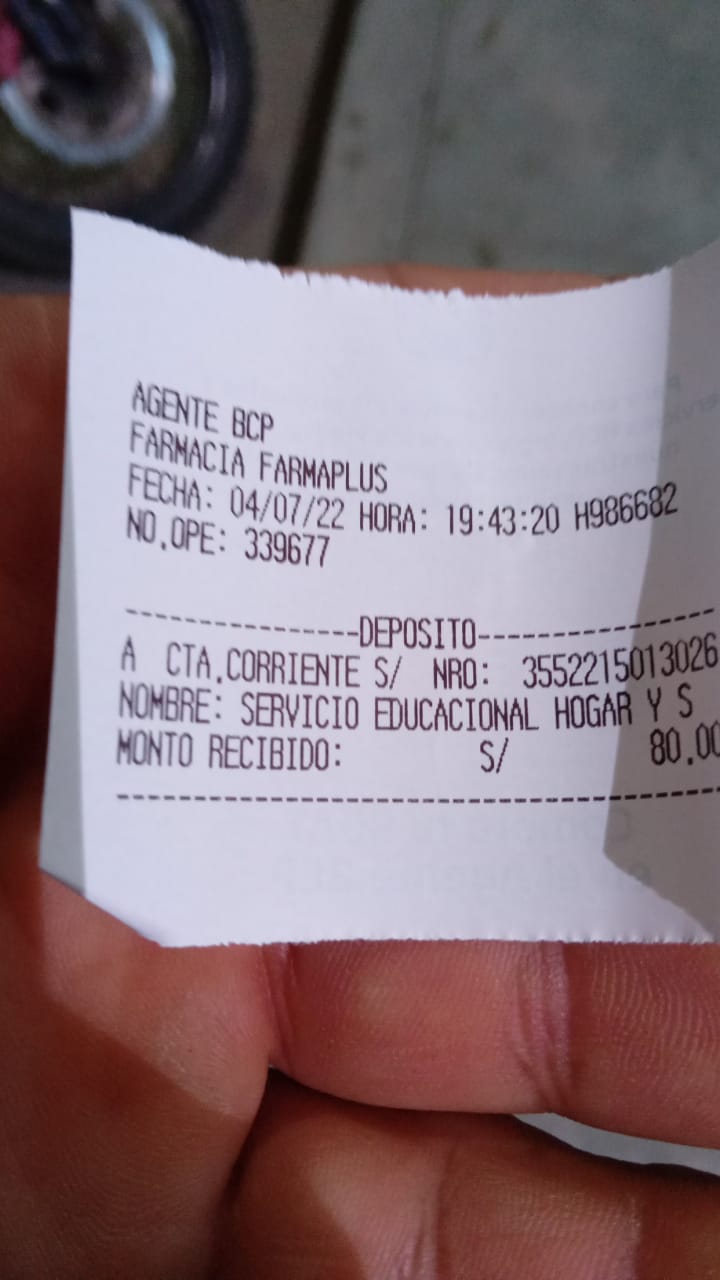 AGENTE BCP
FARMACIA FARMAPLUS
FECHA: 04/07/22 HORA: 19:43:20 H986682
NO.OPE: 339677
----------------DEPOSITO----------------
A CTA.CORRIENTE S/ NRO: 3552215013026
NOMBRE: SERVICIO EDUCACIONAL HOGAR Y S
MONTO RECIBIDO: S/ 80.00
----------------------------------------